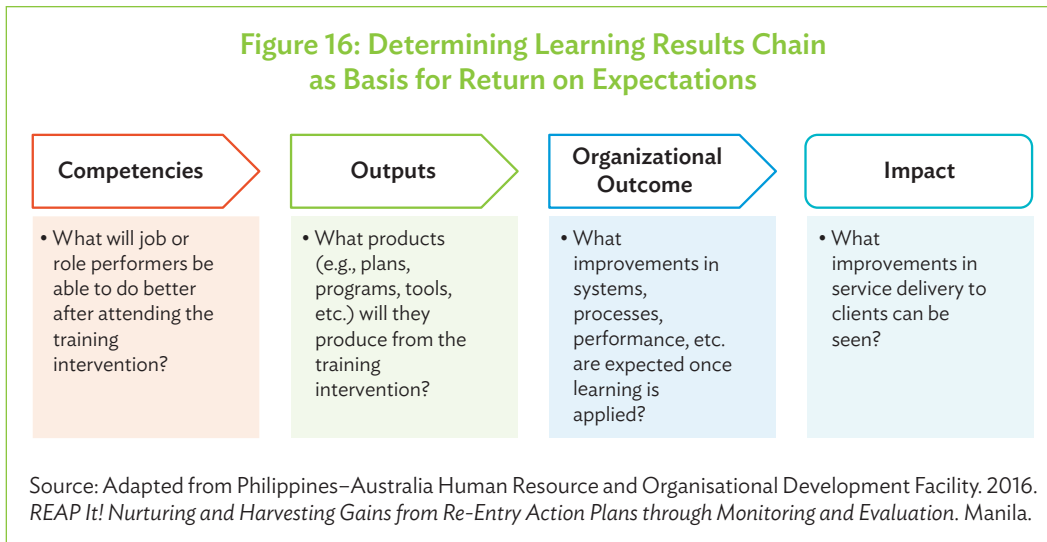 Figure 16: Determining Learning Results Chain
as Basis for Return on Expectations
Competencies
• What will job or
role performers be
able to do better
after attending the
training
intervention?
Outputs
• What products
(e.g., plans,
programs, tools,
etc.) will they
produce from the
training
intervention?
Organizational
Outcome
• What
improvements in
systems,
processes,
performance, etc.
are expected once
learning is
applied?
Impact
• What
improvements in
service delivery to
clients can be
seen?
Source: Adapted from Philippines–Australia Human Resource and Organisational Development Facility. 2016.
REAP It! Nurturing and Harvesting Gains from Re-Entry Action Plans through Monitoring and Evaluation. Manila.